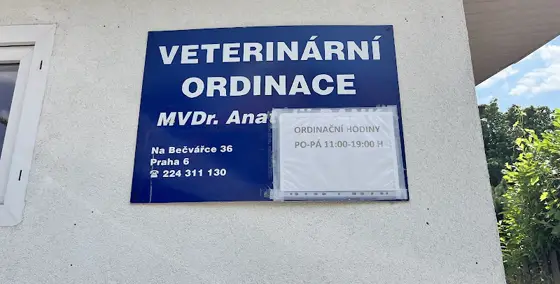 VETERINÁRNÍ
ORDINACE
MVDr.
Na Bečvářce 36
Praha 6
☎ 224 311 130
ORDINAČNÍ HODINY
PO-PÁ 11:00-19:00 H